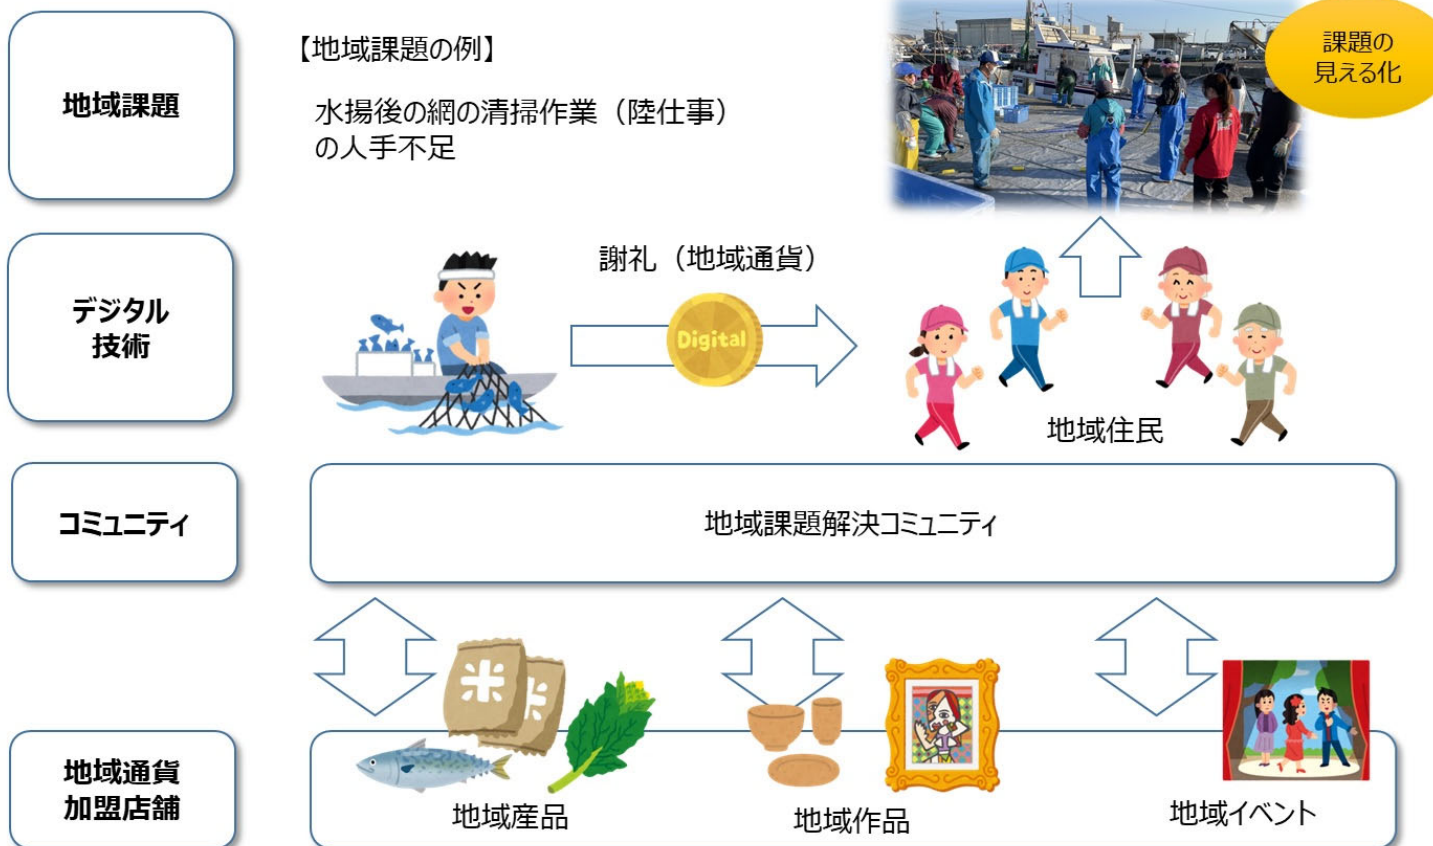 地域課題
【地域課題の例】
水揚後の網の清掃作業（陸仕事）
の人手不足
課題の
見える化
デジタル
技術
謝礼（地域通貨）
Digital
地域住民
コミュニティ
地域課題解決コミュニティ
地域通貨
加盟店舗
米
地域産品
地域作品
地域イベント